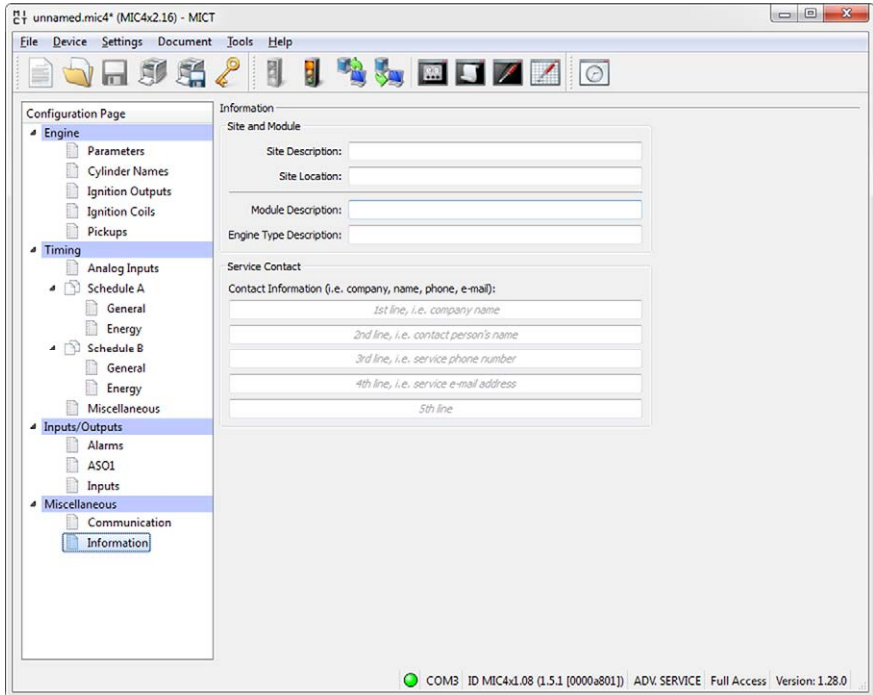 unnamed.mic4* (MIC4x2.16) - MICT
File Device Settings Document Tools Help
Configuration Page
Engine
Parameters
Cylinder Names
Ignition Outputs
Ignition Coils
Pickups
Timing
Analog Inputs
Schedule A
General
Energy
Schedule B
General
Energy
Miscellaneous
Inputs/Outputs
Alarms
ASO1
Inputs
Miscellaneous
Communication
Information
Information
Site and Module
Site Description:
Site Location:
Module Description:
Engine Type Description:
Service Contact
Contact Information (i.e. company, name, phone, e-mail):
1st line, i.e. company name
2nd line, i.e. contact person's name
3rd line, i.e. service phone number
4th line, i.e. service e-mail address
5th line
COM3 ID MIC4x1.08 (1.5.1 [0000a801]) ADV. SERVICE Full Access Version: 1.28.0